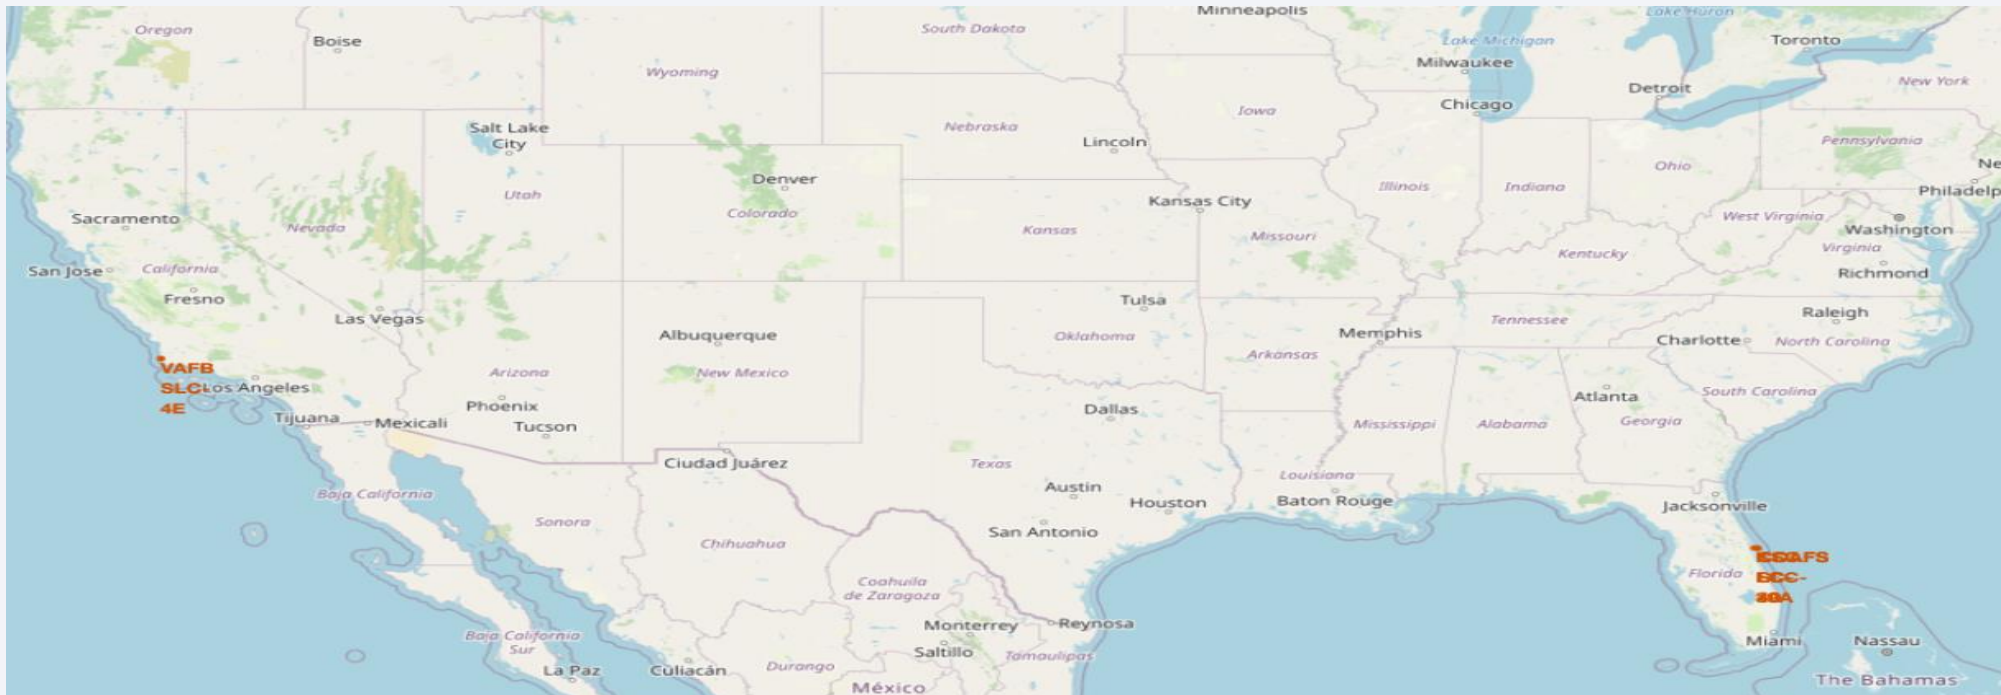 Minneapolis
Lake Huron
Oregon
Boise
South Dakota
Lake Michigan
Toronto
Milwaukee
Wyoming
Detroit
New York
Chicago
Iowa
Salt Lake
City
Nebraska
Lincoln
Pennsylvania
Ne
Ohio
Denver
Illinois
Indiana
Philadelp
Utah
Kansas City
Sacramento
Colorado
West Virginia
Nevada
Kansas
Missouri
Washington
Virginia
Kentucky
San Jose
California
Richmond
Fresno
Tulsa
Las Vegas
Tennessee
Raleigh
Albuquerque
Oklahoma
Memphis
Charlotte
North Carolina
Arkansas
VAFB
SLC-
4E
Los Angeles
Arizona
New Mexico
South Carolina
Atlanta
Phoenix
Dallas
Tijuana
Mexicali
Tucson
Mississippi
Alabama
Georgia
Ciudad Juárez
Texas
Louisiana
Baja California
Austin
Houston
Baton Rouge
Jacksonville
Sonora
San Antonio
Chihuahua
Florida
Coahuila
de Zaragoza
Monterrey
Reynosa
Baja California
Sur
Saltillo
Tamaulipas
Miami
Nassau
La Paz
Culiacán
Durango
México
The Bahamas